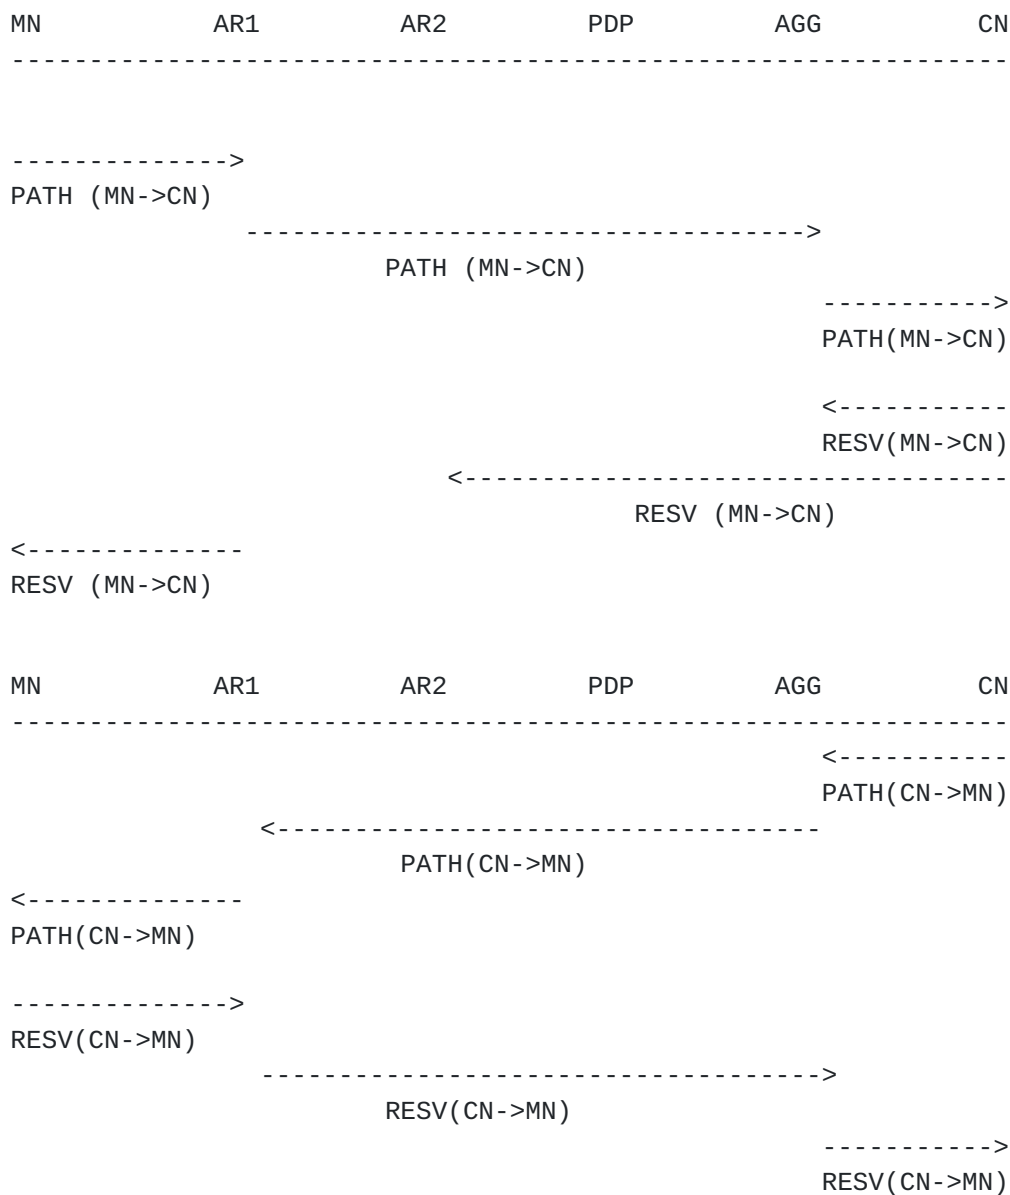 MN AR1 AR2 PDP AGG CN
----------------------------------------------------------------
-------------->
PATH (MN->CN)
------------------------------------>
PATH (MN->CN)
----------->
PATH(MN->CN)
<-----------
RESV(MN->CN)
<-----------------------------------
RESV (MN->CN)
<--------------
RESV (MN->CN)
MN AR1 AR2 PDP AGG CN
----------------------------------------------------------------
<-----------
PATH(CN->MN)
<-----------------------------------
PATH(CN->MN)
<--------------
PATH(CN->MN)
-------------->
RESV(CN->MN)
------------------------------------>
RESV(CN->MN)
----------->
RESV(CN->MN)